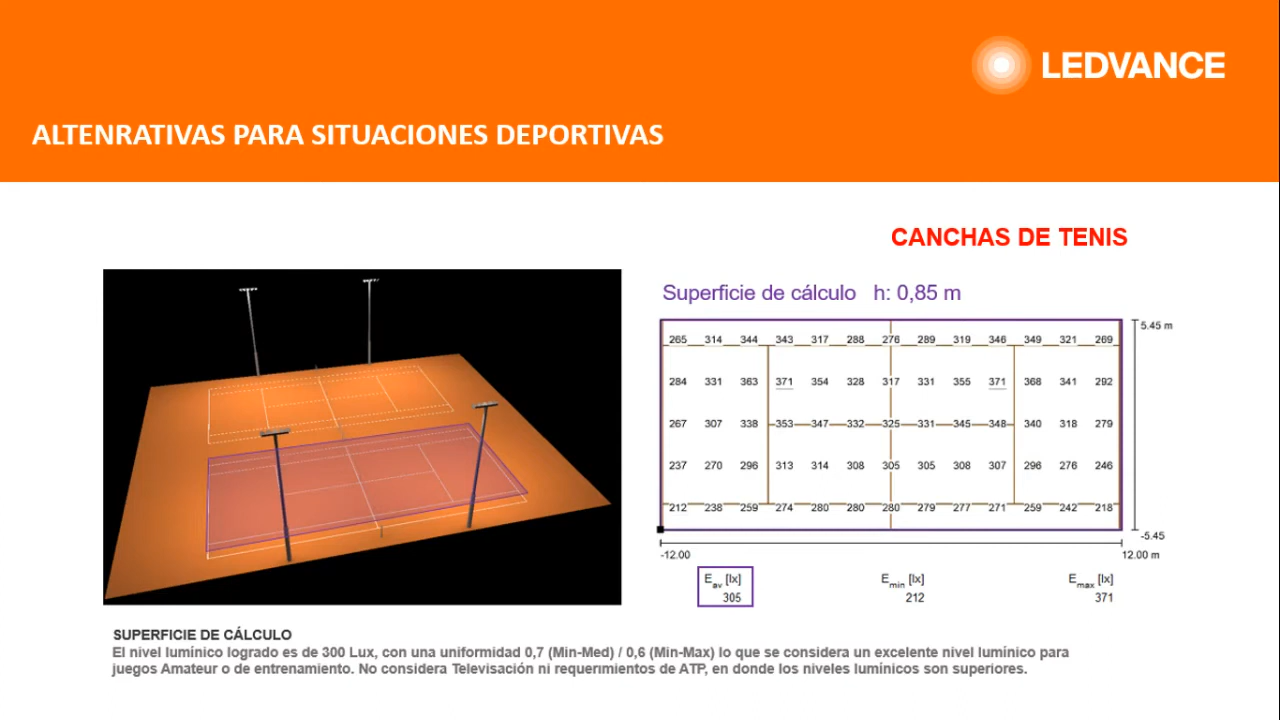 LEDVANCE
ALTENRATIVAS PARA SITUACIONES DEPORTIVAS
CANCHAS DE TENIS
Superficie de cálculo h: 0,85 m
5.45 m
265 314 344 343 317 288 276 289 319 346 349 321 269
284 331 363 371 354 328 317 331 355 371 368 341 292
267 307 338 353 347 332 325 331 345 348 340 318 279
237 270 296 313 314 308 305 305 308 307 296 276 246
212 238 259 274 280 280 280 279 277 271 259 242 218
-5.45
-12.00 12.00 m
Eav [lx] Emin [lx] Emax [lx]
305 212 371
SUPERFICIE DE CÁLCULO
El nivel lumínico logrado es de 300 Lux, con una uniformidad 0,7 (Min-Med) / 0,6 (Min-Max) lo que se considera un excelente nivel lumínico para
juegos Amateur o de entrenamiento. No considera Televisación ni requerimientos de ATP, en donde los niveles lumínicos son superiores.